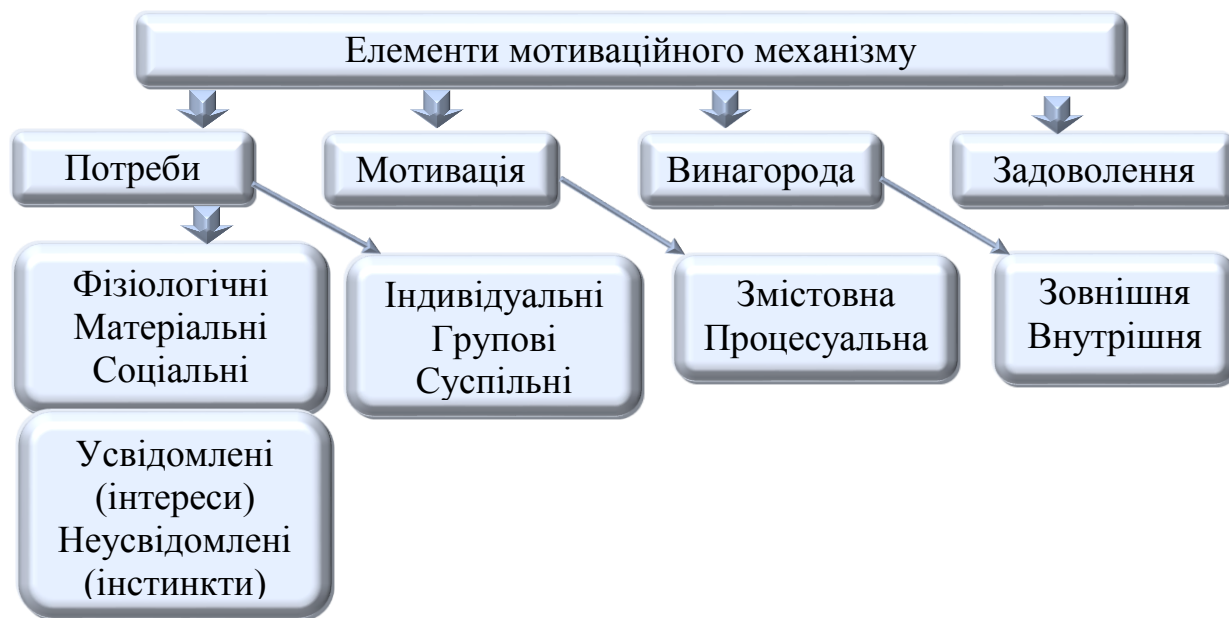 Елементи мотиваційного механізму
Потреби
Мотивація
Винагорода
Задоволення
Фізіологічні
Матеріальні
Соціальні
Індивідуальні
Групові
Суспільні
Змістовна
Процесуальна
Зовнішня
Внутрішня
Усвідомлені
(інтереси)
Неусвідомлені
(інстинкти)